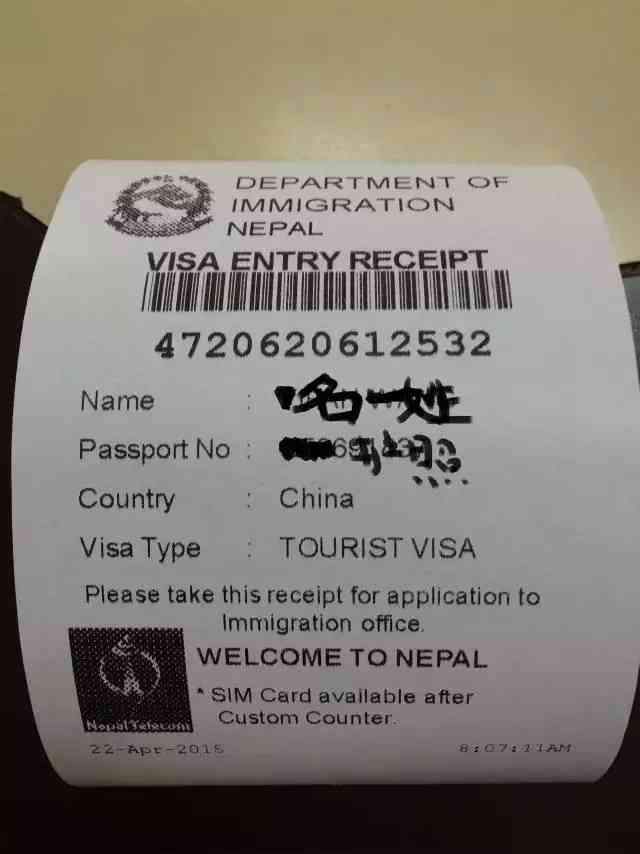 DEPARTMENT OF
IMMIGRATION
NEPAL
VISA ENTRY RECEIPT
4720620612532
Name :
Passport No :
Country : China
Visa Type : TOURIST VISA
Please take this receipt for application to
Immigration office.
WELCOME TO NEPAL
* SIM Card available after
Custom Counter.
Nepal Telecom
22-Apr-2015 8:07:11AM